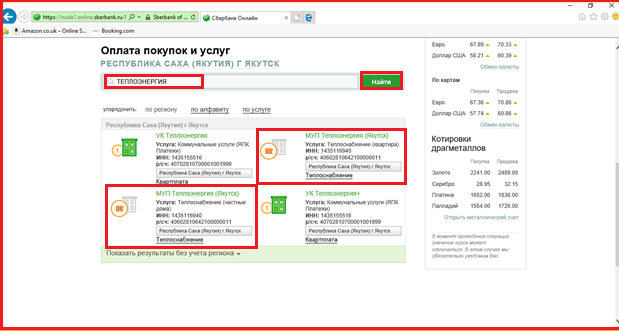 https://node1.online.sberbank.ru/P
Sberbank of ...
Сбербанк Онлайн
Amazon.co.uk – Online S...
Booking.com
Оплата покупок и услуг
РЕСПУБЛИКА САХА (ЯКУТИЯ) Г ЯКУТСК
ТЕПЛОЭНЕРГИЯ
Найти
упорядочить: по региону по алфавиту по услуге
Республика Саха (Якутия) г Якутск
УК Теплоэнергия
Услуга: Коммунальные услуги (ЯПК Платежи)
ИНН: 1435155516
р/сч: 40702810700001001999
Республика Саха (Якутия) г Якутск
Квартплата
МУП Теплоэнергия (Якутск)
Услуга: Теплоснабжение (квартира)
ИНН: 1435116940
р/сч: 40602810642100000011
Республика Саха (Якутия) г Якутск
Теплоснабжение
МУП Теплоэнергия (Якутск)
Услуга: Теплоснабжение (частные дома)
ИНН: 1435116940
р/сч: 40602810642100000011
Республика Саха (Якутия) г Якутск
Теплоснабжение
УК Теплоэнергия+
Услуга: Коммунальные услуги (ЯПК Платежи)
ИНН: 1435155516
р/сч: 40702810700001001999
Республика Саха (Якутия) г Якутск
Квартплата
Показать результаты без учета региона
Евро 67.89 70.33
Доллар США 58.21 60.39
Обмен валюты
По картам
Покупка Продажа
Евро 67.36 70.86
Доллар США 57.74 60.86
Обмен валюты
Котировки
драгметаллов
Покупка Продажа
Золото 2241.00 2489.00
Серебро 28.95 32.15
Платина 1652.00 1836.00
Палладий 1554.00 1726.00
Открыть металлический счет
В момент проведения операции
значение курса может
отличаться. В этом случае мы
обязательно уведомим Вас.